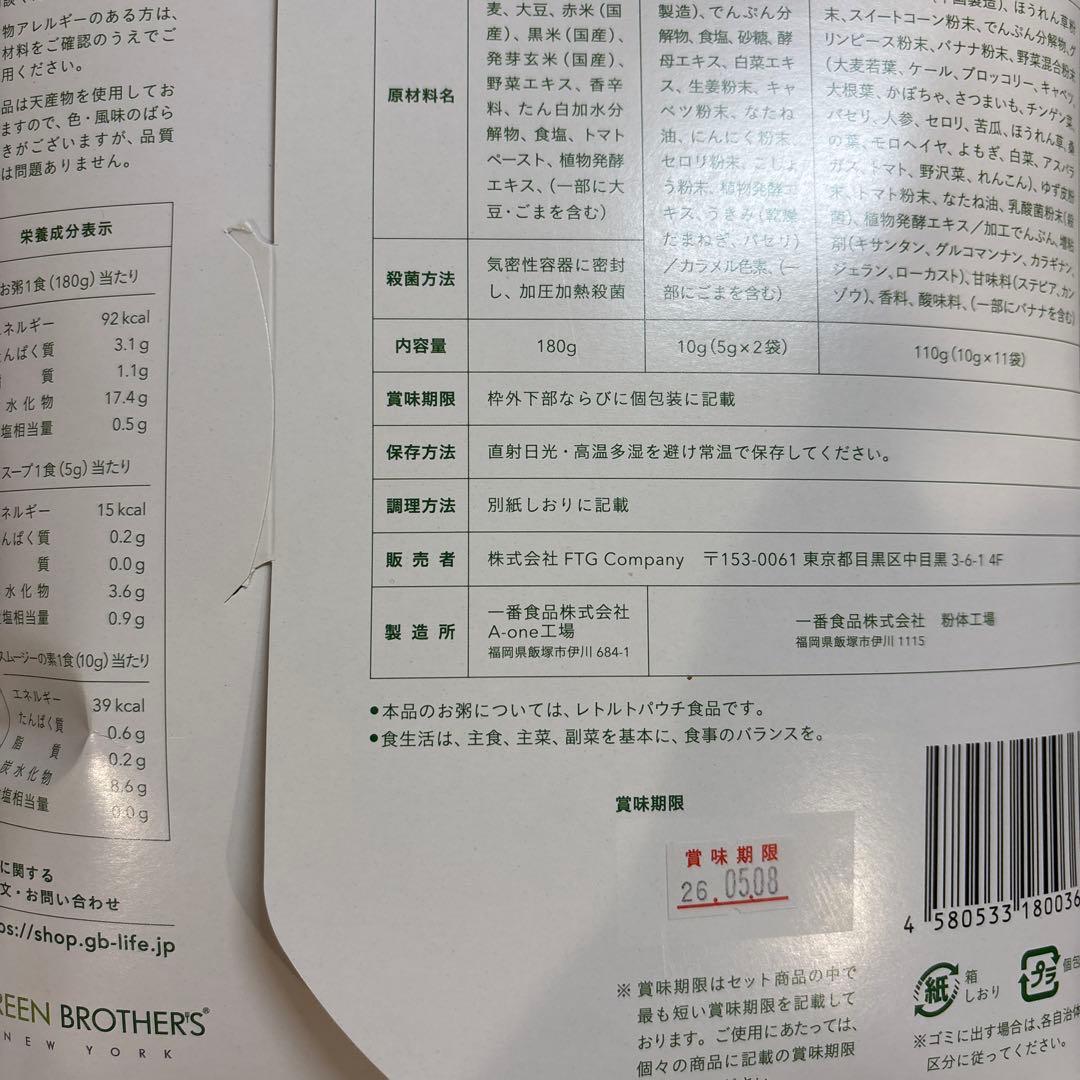 物アレルギーのある方は、
材料をご確認のうえでご
用ください。
品は天産物を使用してお
ますので、色・風味のばら
きがございますが、品質
は問題ありません。
栄養成分表示
お粥1食(180g)当たり
ネルギー 92kcal
んぱく質 3.1g
質 1.1g
水化物 17.4g
塩相当量 0.5g
スープ1食(5g)当たり
ネルギー 15kcal
んぱく質 0.2g
質 0.0g
水化物 3.6g
塩相当量 0.9g
スムージーの素1食(10g)当たり
エネルギー 39kcal
たんぱく質 0.6g
脂質 0.2g
炭水化物 8.6g
塩相当量 0.0g
に関する
文・お問い合わせ
ps://shop.gb-life.jp
REEN BROTHER'S®
NEW YORK
原材料名
麦、大豆、赤米(国
産)、黒米(国産)、
発芽玄米(国産)、
野菜エキス、香辛
料、たん白加水分
解物、食塩、トマト
ペースト、植物発酵
エキス、(一部に大
豆・ごまを含む)
製造)、でんぷん分
解物、食塩、砂糖、酵
母エキス、白菜エキ
ス、生姜粉末、キャ
ベツ粉末、なたね
油、にんにく粉末、
セロリ粉末、こしょ
う粉末、植物発酵エ
キス、うきみ(乾燥
たまねぎ、パセリ)
/カラメル色素、(一
部にごまを含む)
国製造)、ほうれん草粉
末、スイートコーン粉末、でんぷん分解物、グ
リンピース粉末、バナナ粉末、野菜混合粉末
(大麦若葉、ケール、ブロッコリー、キャベツ、
大根葉、かぼちゃ、さつまいも、チンゲン菜、
パセリ、人参、セロリ、苦瓜、ほうれん草、桑
の葉、モロヘイヤ、よもぎ、白菜、アスパラ
ガス、トマト、野沢菜、れんこん)、ゆず皮粉
末、トマト粉末、なたね油、乳酸菌粉末(殺
菌)、植物発酵エキス/加工でんぷん、増粘
剤(キサンタン、グルコマンナン、カラギナン、
ジェラン、ローカスト)、甘味料(ステビア、カン
ゾウ)、香料、酸味料、(一部にバナナを含む)
殺菌方法
気密性容器に密封
し、加圧加熱殺菌
内容量 180g 10g(5g×2袋) 110g(10g×11袋)
賞味期限 枠外下部ならびに個包装に記載
保存方法 直射日光・高温多湿を避け常温で保存してください。
調理方法 別紙しおりに記載
販売者 株式会社 FTG Company 〒153-0061 東京都目黒区中目黒 3-6-1 4F
製造所
一番食品株式会社
A-one工場
福岡県飯塚市伊川 684-1
一番食品株式会社 粉体工場
福岡県飯塚市伊川 1115
●本品のお粥については、レトルトパウチ食品です。
●食生活は、主食、主菜、副菜を基本に、食事のバランスを。
賞味期限
賞味期限
26.05.08
4 580533 180036
※賞味期限はセット商品の中で
最も短い賞味期限を記載して
おります。ご使用にあたっては、
個々の商品に記載の賞味期限
紙 箱
しおり
プラ 個包
※ゴミに出す場合は、各自治体
区分に従ってください。